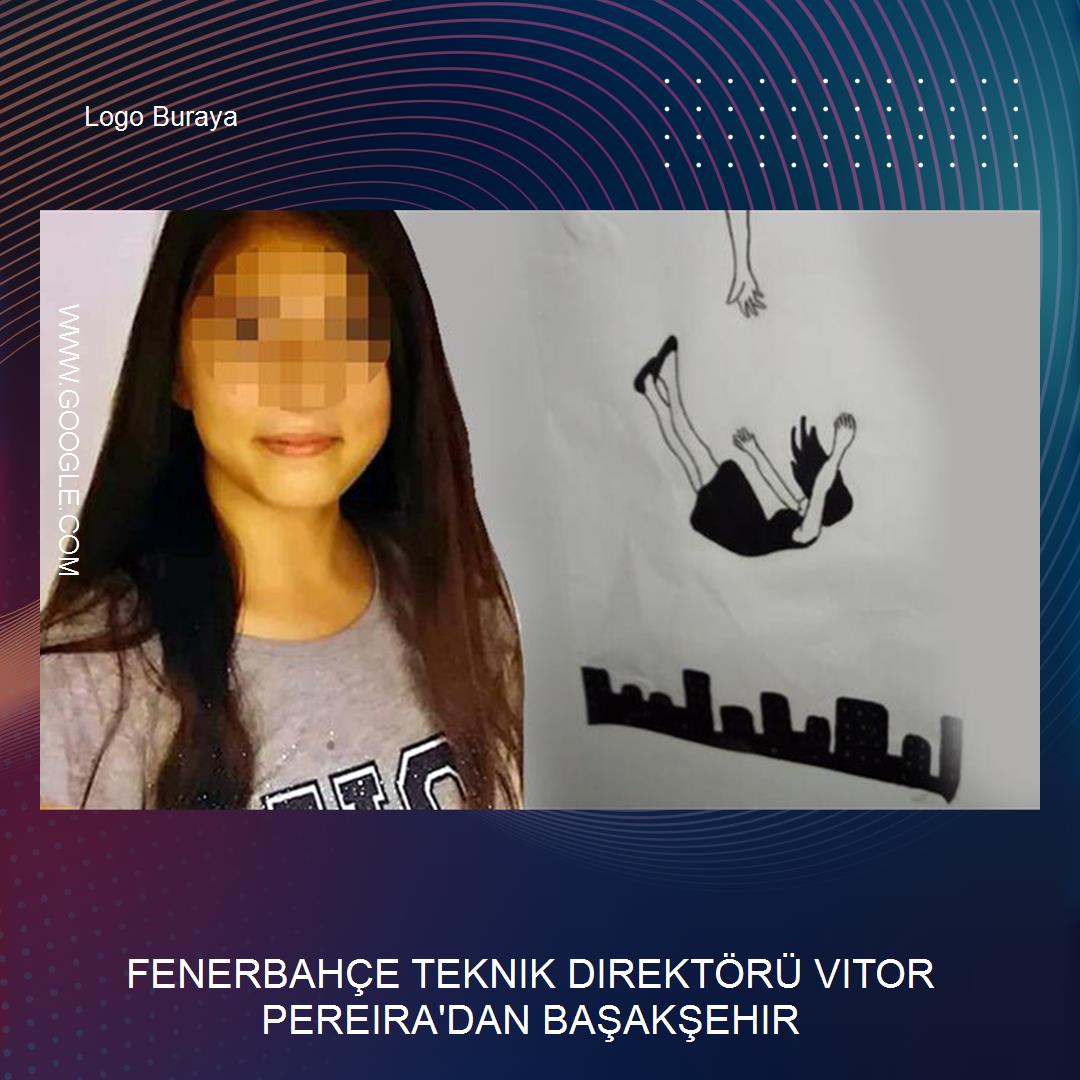 Logo Buraya
WWW.GOOGLE.COM
FENERBAHÇE TEKNIK DIREKTÖRÜ VITOR
PEREIRA'DAN BAŞAKŞEHIR